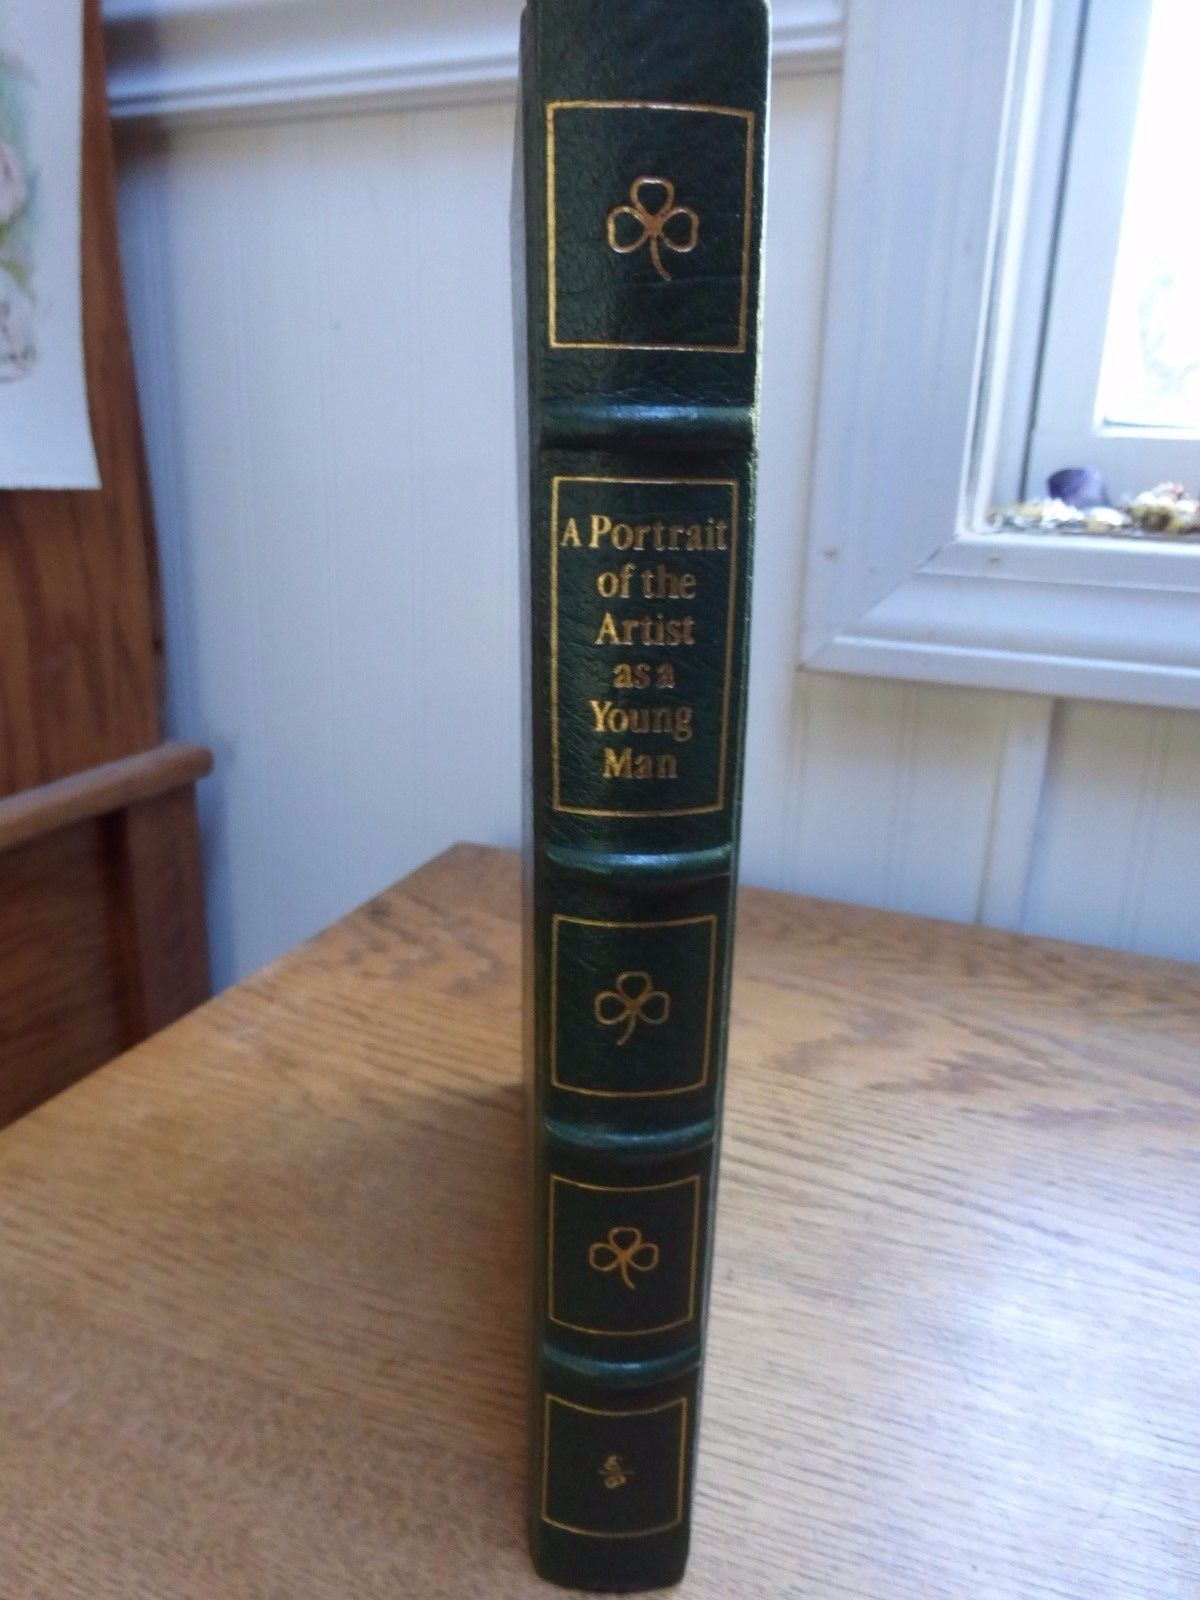 A Portrait
of the
Artist
as a
Young
Man